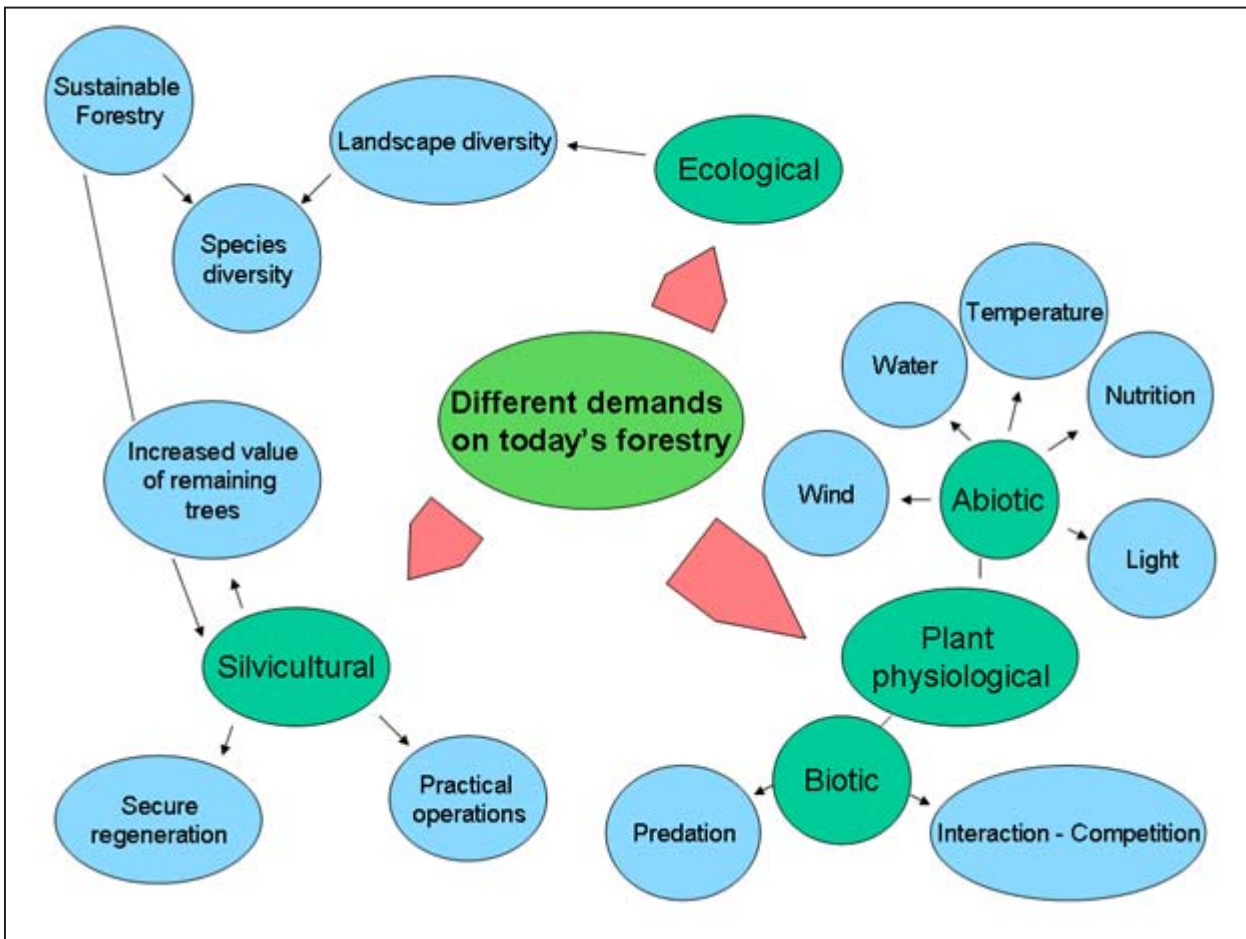 Sustainable
Forestry
Landscape diversity
Ecological
Species
diversity
Temperature
Water
Nutrition
Different demands
on today's forestry
Increased value
of remaining
trees
Wind
Abiotic
Light
Silvicultural
Plant
physiological
Secure
regeneration
Practical
operations
Biotic
Predation
Interaction - Competition